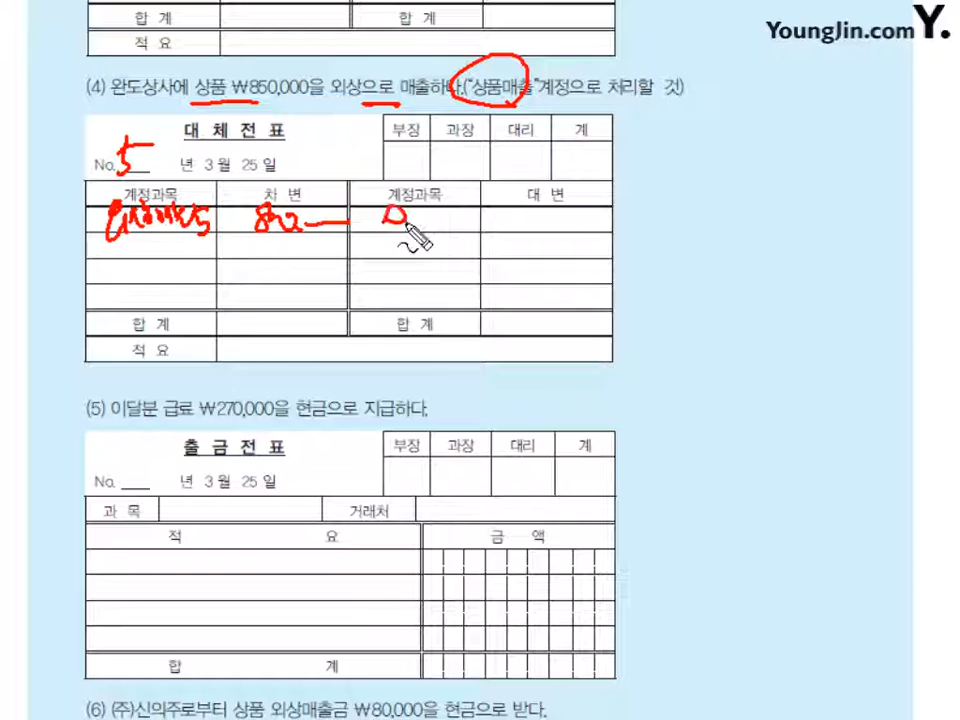 합 계 합 계
적 요
YoungJin.com Y.
(4) 완도상사에 상품 ₩850,000을 외상으로 매출하다.(“상품매출”계정으로 처리할 것)
대 체 전 표 부장 과장 대리 계
No. 5 년 3 월 25 일
계정과목 차 변 계정과목 대 변
합 계 합 계
적 요
(5) 이달분 급료 ₩270,000을 현금으로 지급하다.
출 금 전 표 부장 과장 대리 계
No. ___ 년 3 월 25 일
과 목 거래처
적 요 금 액
합 계
(6) (주)신의주로부터 상품 외상매출금 ₩80,000을 현금으로 받다.